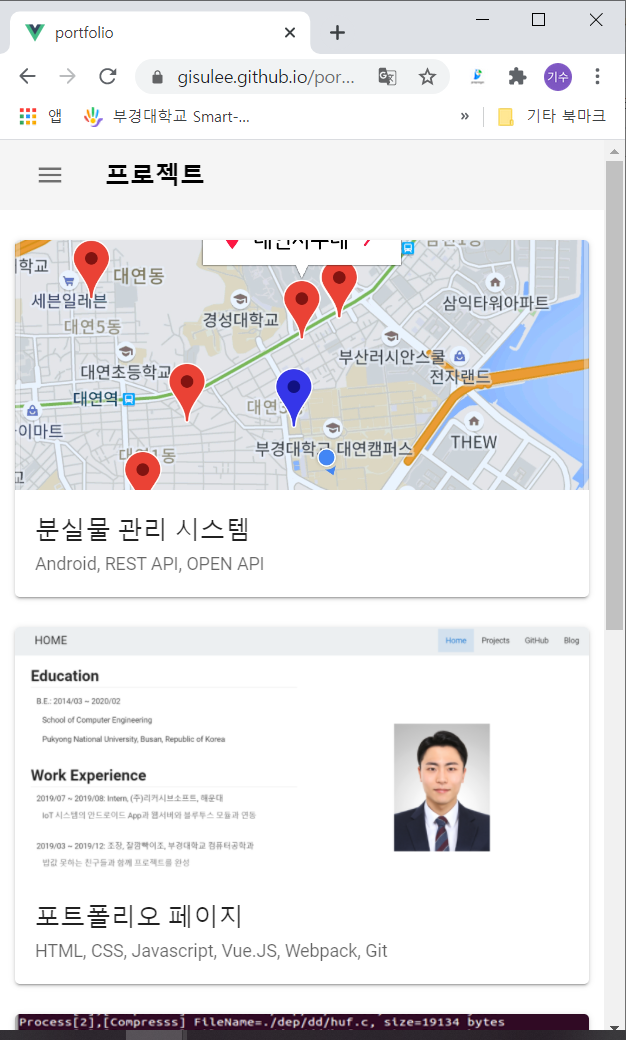 portfolio
gisulee.github.io/por...
기수
앱
부경대학교 Smart-...
»
기타 북마크
프로젝트
학교
대연동
세븐일레븐
대연5동
경성대학교
삼익타워아파트
부산러시아스쿨
대연초등학교
전자랜드
대연역
이마트
부경대학교 대연캠퍼스
THEW
분실물 관리 시스템
Android, REST API, OPEN API
HOME
Home Projects GitHub Blog
Education
B.E.: 2014/03 ~ 2020/02
School of Computer Engineering
Pukyong National University, Busan, Republic of Korea
Work Experience
2019/07 ~ 2019/08: Intern, (주)리커시브소프트, 해운대
IoT 시스템의 안드로이드 App과 웹서버와 블루투스 모듈과 연동
2019/03 ~ 2019/12: 조장, 잘깜빡이조, 부경대학교 컴퓨터공학과
밥값 못하는 친구들과 함께 프로젝트를 완성
포트폴리오 페이지
HTML, CSS, Javascript, Vue.JS, Webpack, Git
Process[2],[Compresss] FileName=./dep/dd/huf.c, size=19134 bytes